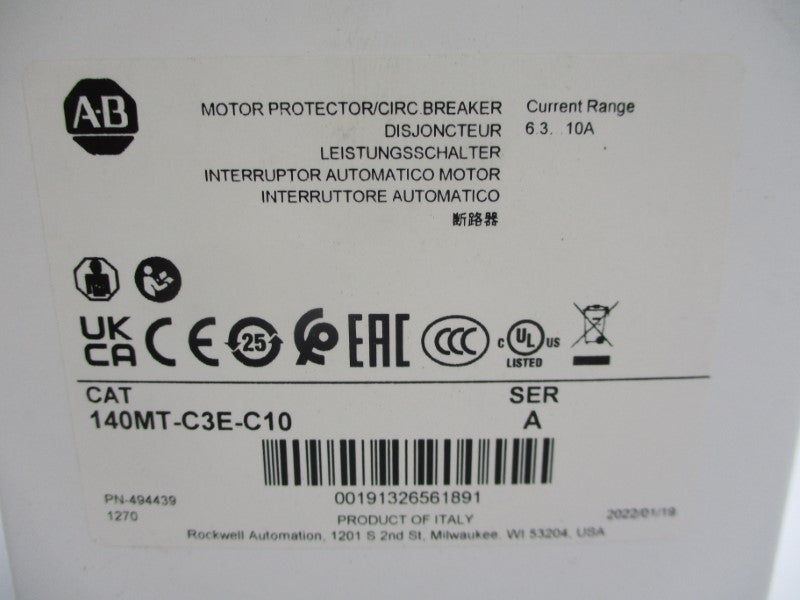 A-B
MOTOR PROTECTOR/CIRC.BREAKER
DISJONCTEUR
LEISTUNGSSCHALTER
INTERRUPTOR AUTOMATICO MOTOR
INTERRUTTORE AUTOMATICO
断路器
Current Range
6.3...10A
UK
CA
CE
25
EAC
CCC
c UL us
LISTED
CAT
140MT-C3E-C10
SER
A
00191326561891
PN-494439
1270
PRODUCT OF ITALY
2022/01/19
Rockwell Automation, 1201 S 2nd St, Milwaukee, WI 53204, USA